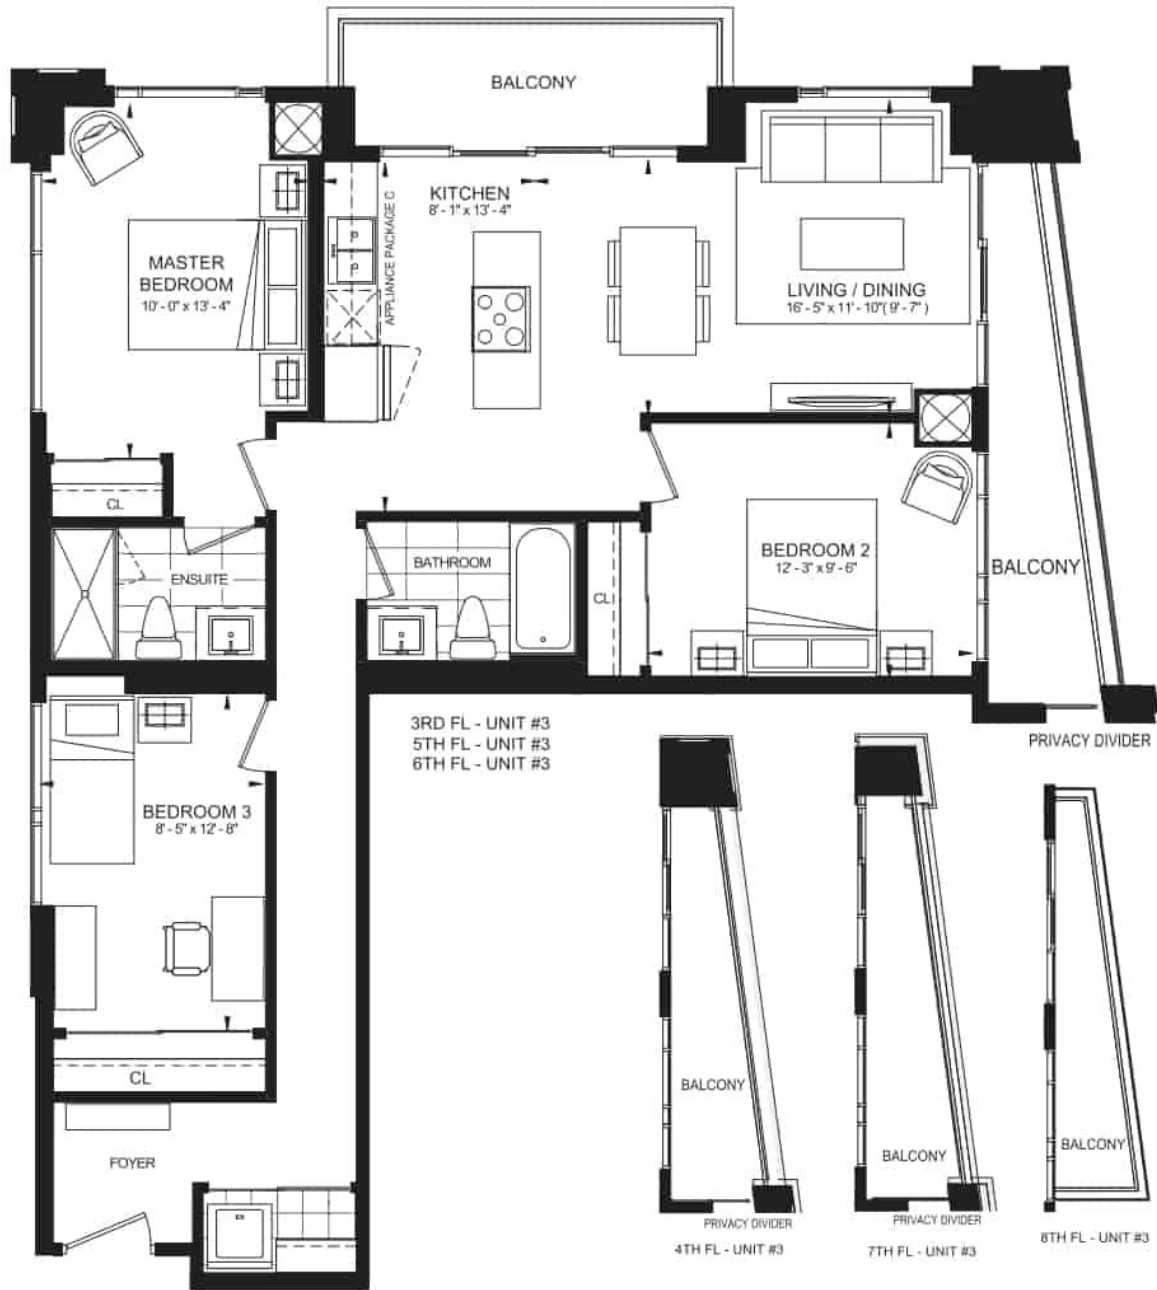 BALCONY
KITCHEN
8' - 1" x 13' - 4"
APPLIANCE PACKAGE C
MASTER
BEDROOM
10' - 0" x 13' - 4"
LIVING / DINING
16' - 5" x 11' - 10"( 9' - 7" )
CL
ENSUITE
BATHROOM
CL
BEDROOM 2
12' - 3" x 9' - 6"
BALCONY
3RD FL - UNIT #3
5TH FL - UNIT #3
6TH FL - UNIT #3
PRIVACY DIVIDER
BEDROOM 3
8' - 5" x 12' - 8"
CL
FOYER
BALCONY
PRIVACY DIVIDER
4TH FL - UNIT #3
BALCONY
PRIVACY DIVIDER
7TH FL - UNIT #3
BALCONY
8TH FL - UNIT #3